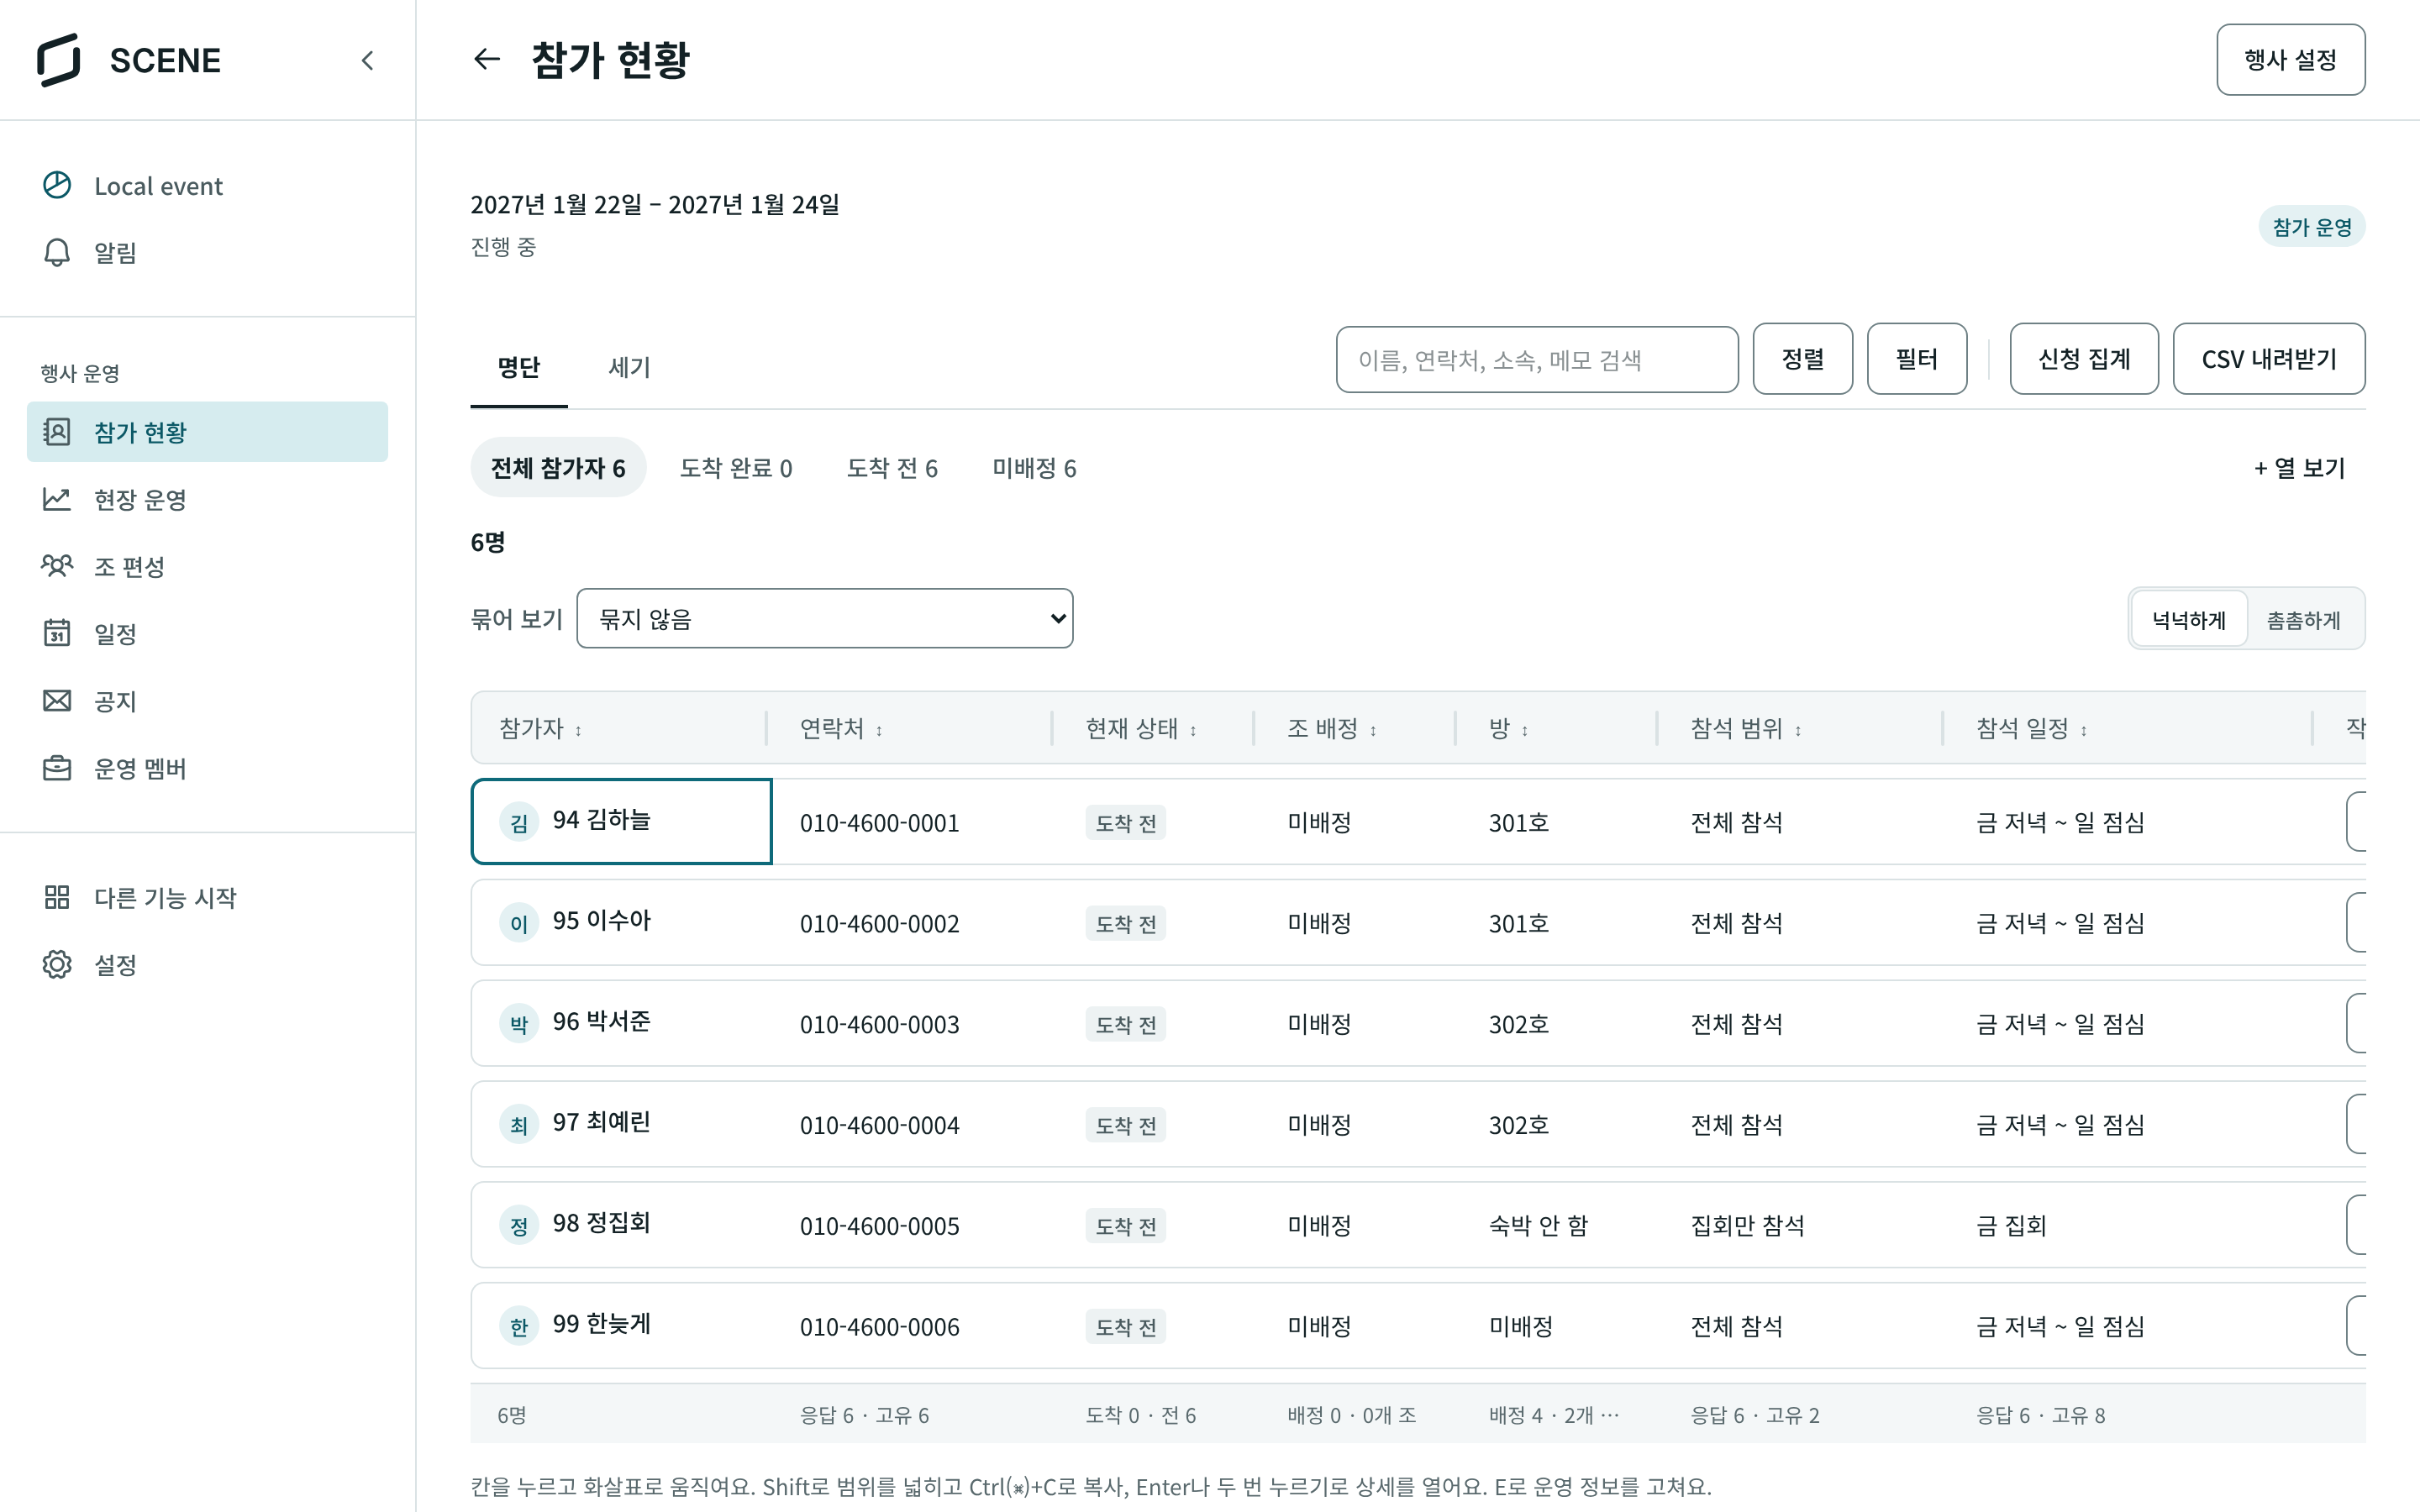 SCENE
참가 현황
행사 설정
Local event
알림
행사 운영
참가 현황
현장 운영
조 편성
일정
공지
운영 멤버
다른 기능 시작
설정
2027년 1월 22일 – 2027년 1월 24일
진행 중
참가 운영
명단 세기
이름, 연락처, 소속, 메모 검색 정렬 필터 신청 집계 CSV 내려받기
전체 참가자 6 도착 완료 0 도착 전 6 미배정 6 + 열 보기
6명
묶어 보기 묶지 않음 넉넉하게 촘촘하게
참가자 ↕ 연락처 ↕ 현재 상태 ↕ 조 배정 ↕ 방 ↕ 참석 범위 ↕ 참석 일정 ↕ 작
김 94 김하늘 010-4600-0001 도착 전 미배정 301호 전체 참석 금 저녁 ~ 일 점심
이 95 이수아 010-4600-0002 도착 전 미배정 301호 전체 참석 금 저녁 ~ 일 점심
박 96 박서준 010-4600-0003 도착 전 미배정 302호 전체 참석 금 저녁 ~ 일 점심
최 97 최예린 010-4600-0004 도착 전 미배정 302호 전체 참석 금 저녁 ~ 일 점심
정 98 정집회 010-4600-0005 도착 전 미배정 숙박 안 함 집회만 참석 금 집회
한 99 한늦게 010-4600-0006 도착 전 미배정 미배정 전체 참석 금 저녁 ~ 일 점심
6명 응답 6 · 고유 6 도착 0 · 전 6 배정 0 · 0개 조 배정 4 · 2개 … 응답 6 · 고유 2 응답 6 · 고유 8
칸을 누르고 화살표로 움직여요. Shift로 범위를 넓히고 Ctrl(⌘)+C로 복사, Enter나 두 번 누르기로 상세를 열어요. E로 운영 정보를 고쳐요.